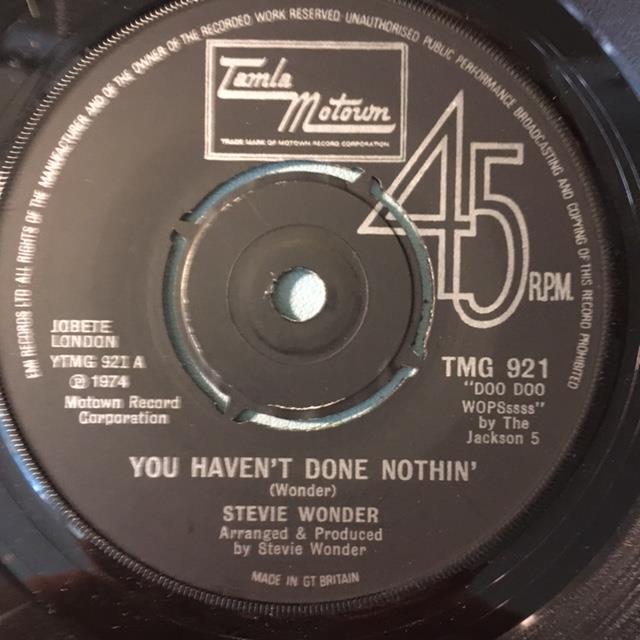 EMI RECORDS LTD ALL RIGHTS OF THE MANUFACTURER AND OF THE OWNER OF THE RECORDED WORK RESERVED UNAUTHORISED PUBLIC PERFORMANCE BROADCASTING AND COPYING OF THIS RECORD PROHIBITED
Tamla
Motown
TRADE MARK OF MOTOWN RECORD CORPORATION
45
R.P.M.
JOBETE
LONDON
YTMG 921 A
℗ 1974
Motown Record
Corporation
TMG 921
"DOO DOO
WOPSssss"
by The
Jackson 5
YOU HAVEN'T DONE NOTHIN'
(Wonder)
STEVIE WONDER
Arranged & Produced
by Stevie Wonder
MADE IN GT BRITAIN